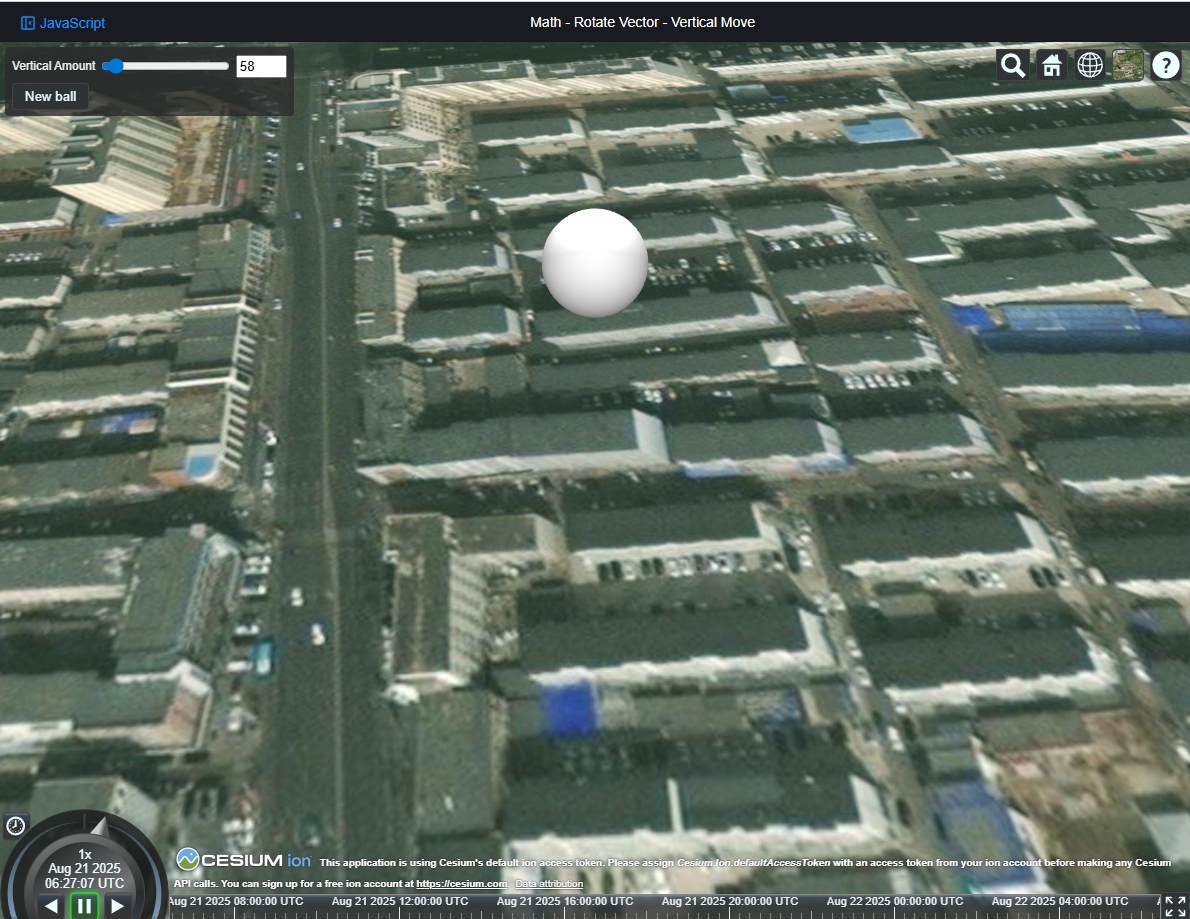 JavaScript
Math - Rotate Vector - Vertical Move
Vertical Amount 58
New ball
?
1x
Aug 21 2025
06:27:07 UTC
CESIUM ion This application is using Cesium's default ion access token. Please assign Cesium.Ion.defaultAccessToken with an access token from your ion account before making any Cesium
API calls. You can sign up for a free ion account at https://cesium.com. Data attribution
Aug 21 2025 08:00:00 UTC Aug 21 2025 12:00:00 UTC Aug 21 2025 16:00:00 UTC Aug 21 2025 20:00:00 UTC Aug 22 2025 00:00:00 UTC Aug 22 2025 04:00:00 UTC